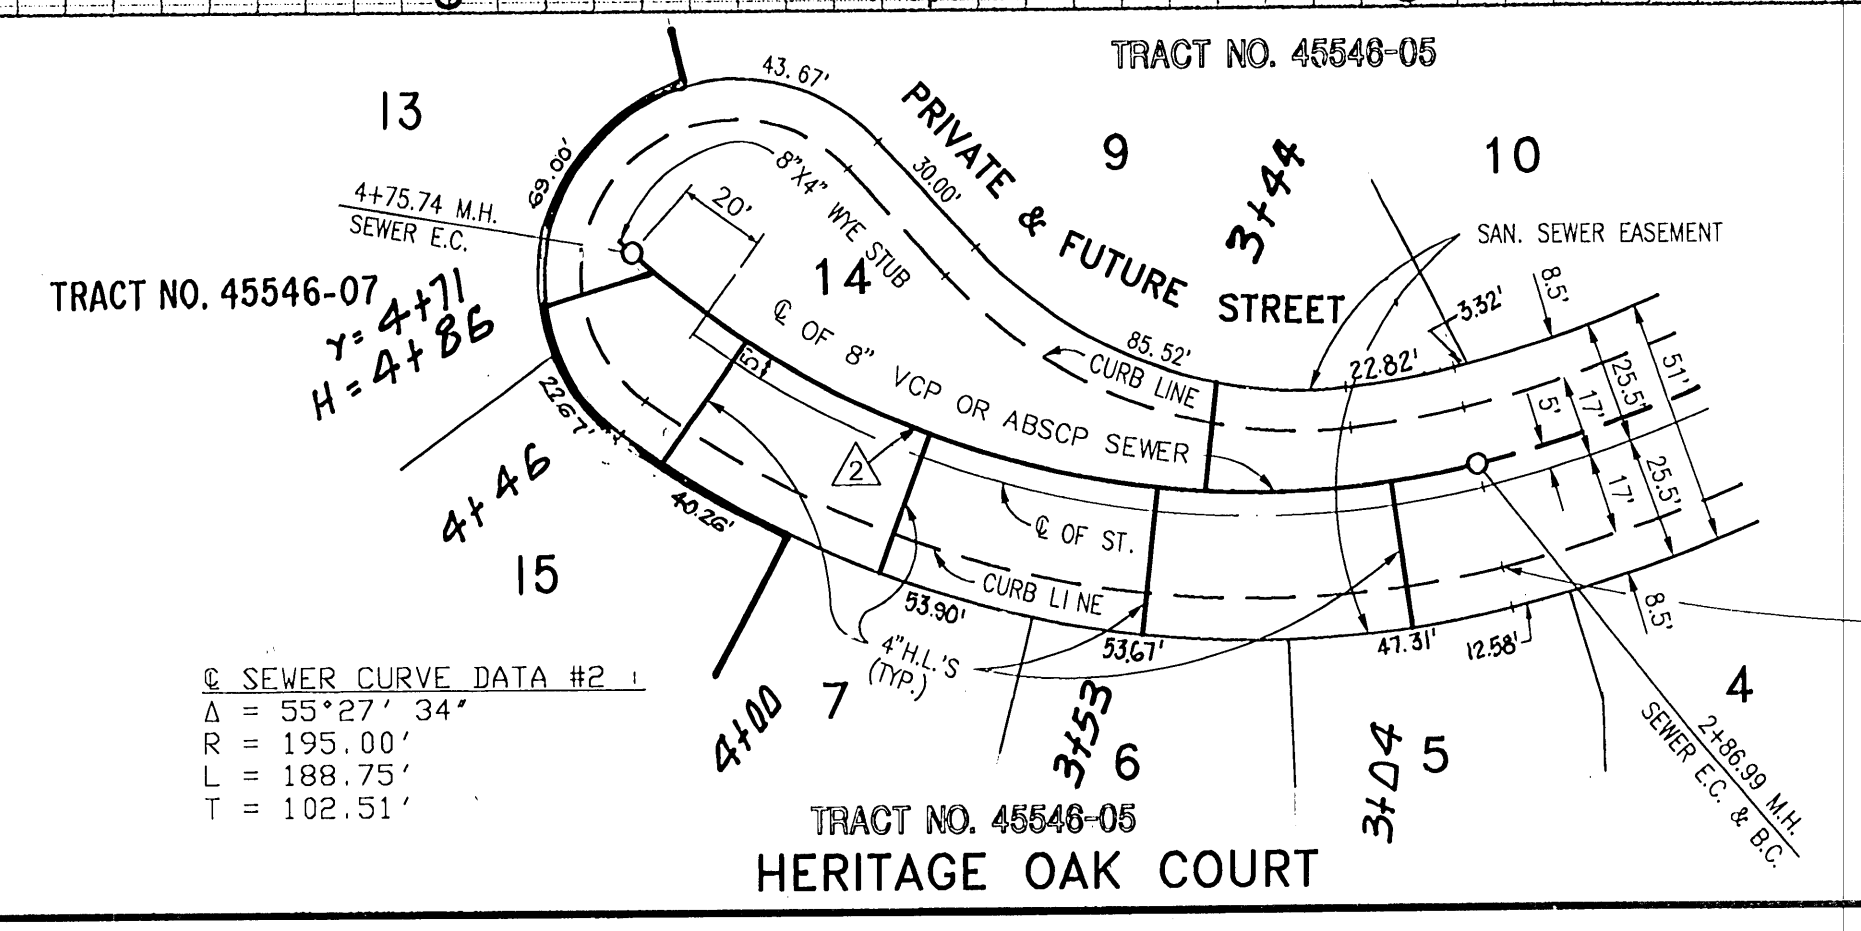 TRACT NO. 45546-05
43.67'
13
PRIVATE & FUTURE STREET
9
3+44
10
69.00'
8"X4" WYE STUB
30.00'
4+75.74 M.H.
SEWER E.C.
20'
SAN. SEWER EASEMENT
14
8.5'
TRACT NO. 45546-07
Y= 4+71
H = 4+86
3.32'
℄ OF 8" VCP OR ABSCP SEWER
85.52'
CURB LINE
22.82'
5'
25.5'
51'
17'
5'
22.67'
2
4+46
40.26'
25.5'
17'
℄ OF ST.
15
CURB LINE
53.90'
8.5'
4" H.L.'S
(TYP.)
53.67'
47.31'
12.58'
℄ SEWER CURVE DATA #2
Δ = 55°27' 34"
R = 195.00'
L = 188.75'
T = 102.51'
4+00
7
3+53
6
3+04
5
4
2+86.99 M.H.
SEWER E.C. & B.C.
TRACT NO. 45546-05
HERITAGE OAK COURT